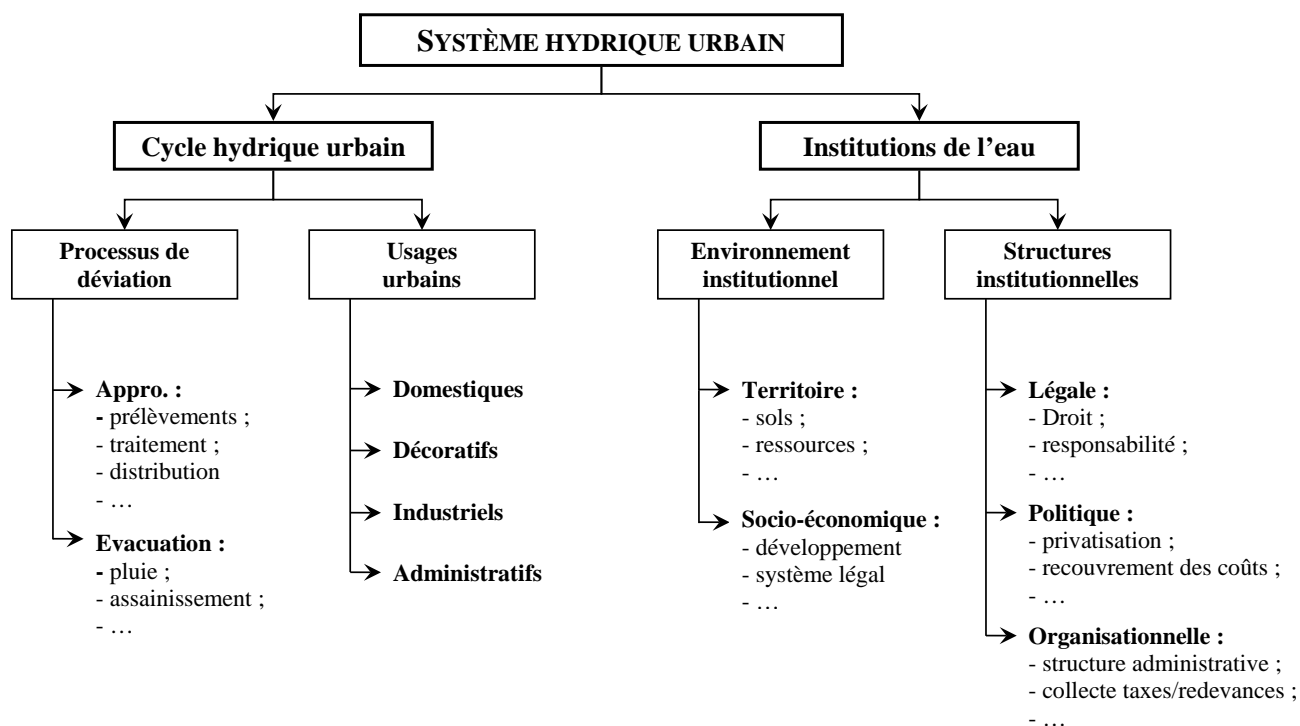 SYSTÈME HYDRIQUE URBAIN
Cycle hydrique urbain
Institutions de l’eau
Processus de
déviation
Usages
urbains
Environnement
institutionnel
Structures
institutionnelles
Appro. :
- prélèvements ;
- traitement ;
- distribution
- …
Evacuation :
- pluie ;
- assainissement ;
- …
Domestiques
Décoratifs
Industriels
Administratifs
Territoire :
- sols ;
- ressources ;
- …
Socio-économique :
- développement
- système légal
- …
Légale :
- Droit ;
- responsabilité ;
- …
Politique :
- privatisation ;
- recouvrement des coûts ;
- …
Organisationnelle :
- structure administrative ;
- collecte taxes/redevances ;
- …